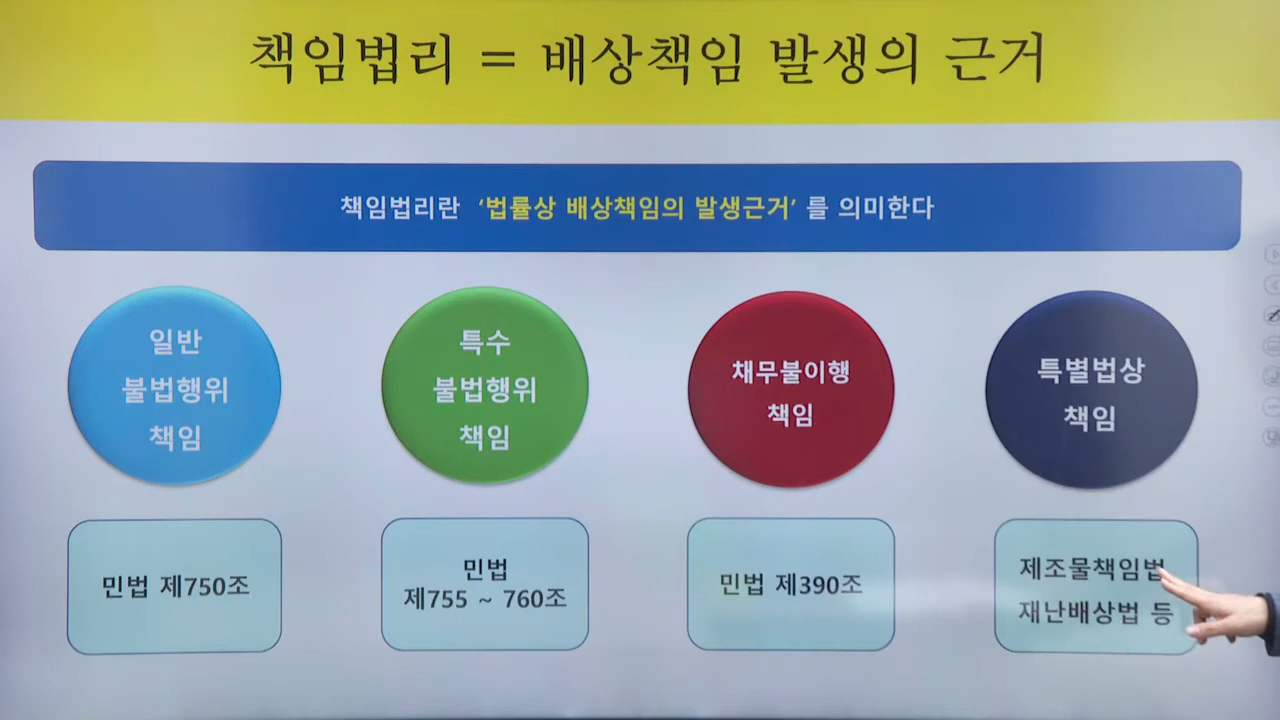 책임법리 = 배상책임 발생의 근거
책임법리란 ‘법률상 배상책임의 발생근거’ 를 의미한다
일반
불법행위
책임
특수
불법행위
책임
채무불이행
책임
특별법상
책임
민법 제750조
민법
제755 ~ 760조
민법 제390조
제조물책임법
재난배상법 등